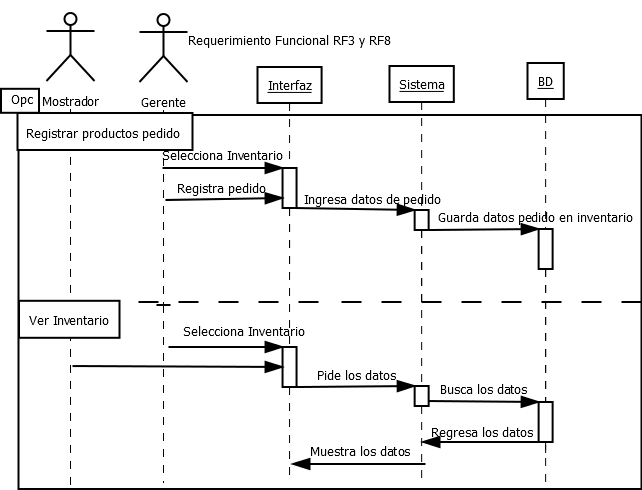 Requerimiento Funcional RF3 y RF8
Interfaz
Sistema
BD
Opc
Mostrador
Gerente
Registrar productos pedido
Selecciona Inventario
Registra pedido
Ingresa datos de pedido
Guarda datos pedido en inventario
Ver Inventario
Selecciona Inventario
Pide los datos
Busca los datos
Regresa los datos
Muestra los datos